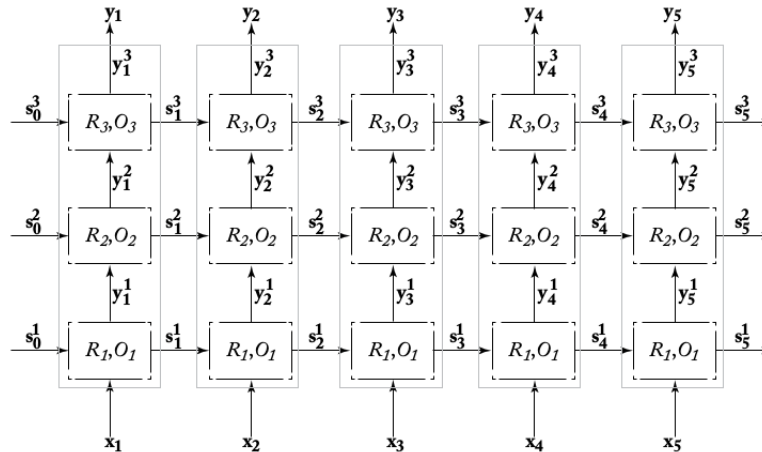 y₁ y₂ y₃ y₄ y₅
y₁³ y₂³ y₃³ y₄³ y₅³
s₀³ R₃,O₃ s₁³ R₃,O₃ s₂³ R₃,O₃ s₃³ R₃,O₃ s₄³ R₃,O₃ s₅³
y₁² y₂² y₃² y₄² y₅²
s₀² R₂,O₂ s₁² R₂,O₂ s₂² R₂,O₂ s₃² R₂,O₂ s₄² R₂,O₂ s₅²
y₁¹ y₂¹ y₃¹ y₄¹ y₅¹
s₀¹ R₁,O₁ s₁¹ R₁,O₁ s₂¹ R₁,O₁ s₃¹ R₁,O₁ s₄¹ R₁,O₁ s₅¹
x₁ x₂ x₃ x₄ x₅